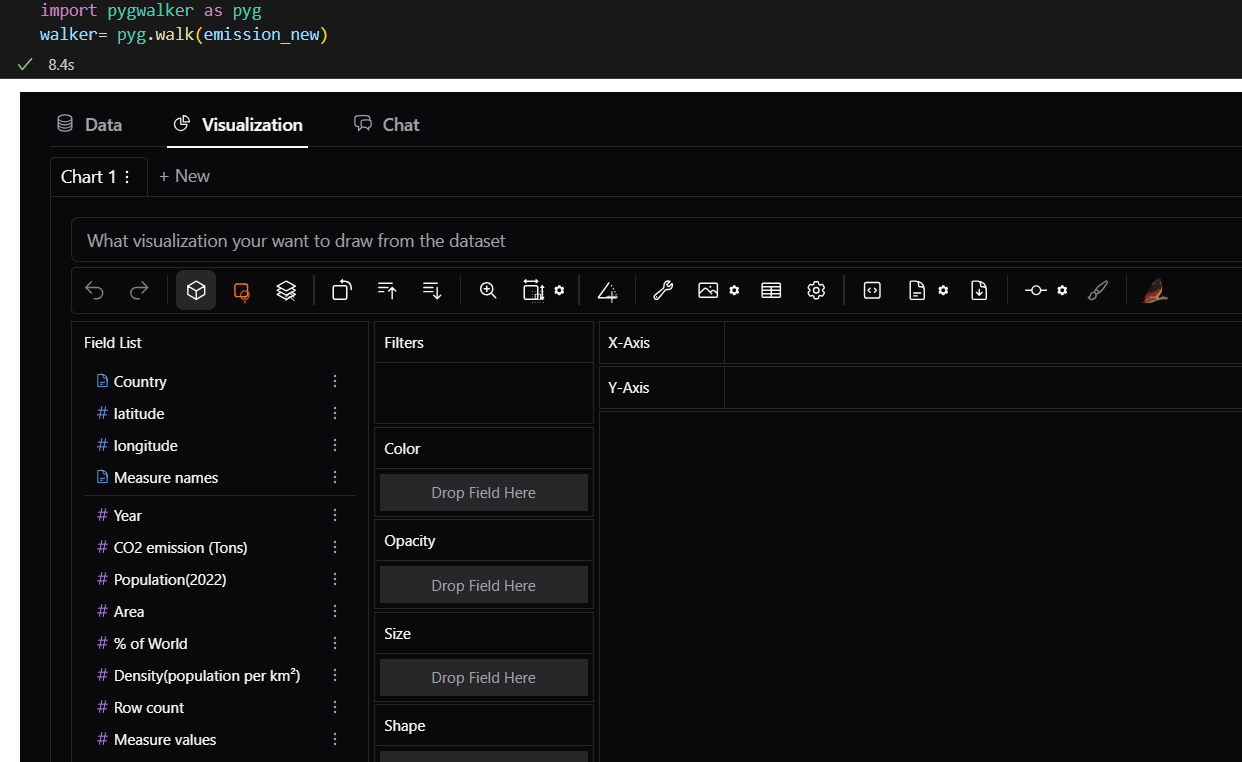 import pygwalker as pyg
walker= pyg.walk(emission_new)
8.4s
Data
Visualization
Chat
Chart 1
+ New
What visualization your want to draw from the dataset
Field List
Country
latitude
longitude
Measure names
Year
CO2 emission (Tons)
Population(2022)
Area
% of World
Density(population per km²)
Row count
Measure values
Filters
Color
Drop Field Here
Opacity
Drop Field Here
Size
Drop Field Here
Shape
X-Axis
Y-Axis